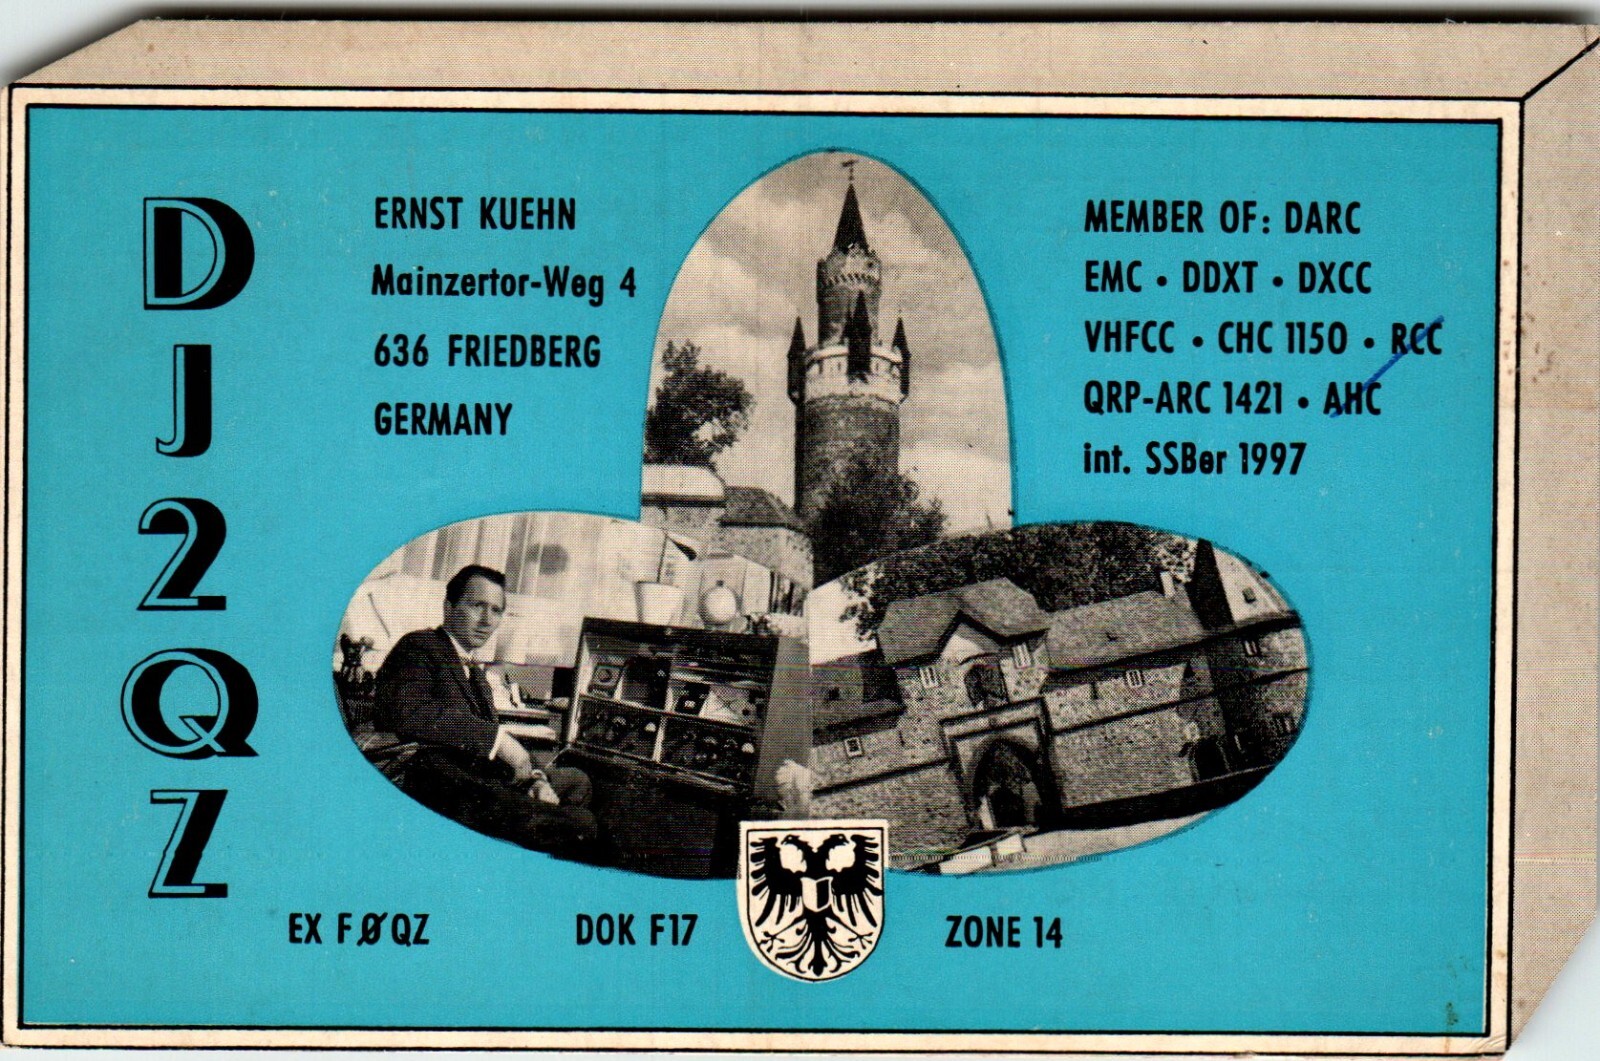 DJ2QZ
ERNST KUEHN
Mainzertor-Weg 4
636 FRIEDBERG
GERMANY
MEMBER OF: DARC
EMC • DDXT • DXCC
VHFCC • CHC 1150 • RCC
QRP-ARC 1421 • AHC
int. SSBer 1997
EX FØQZ
DOK F17
ZONE 14